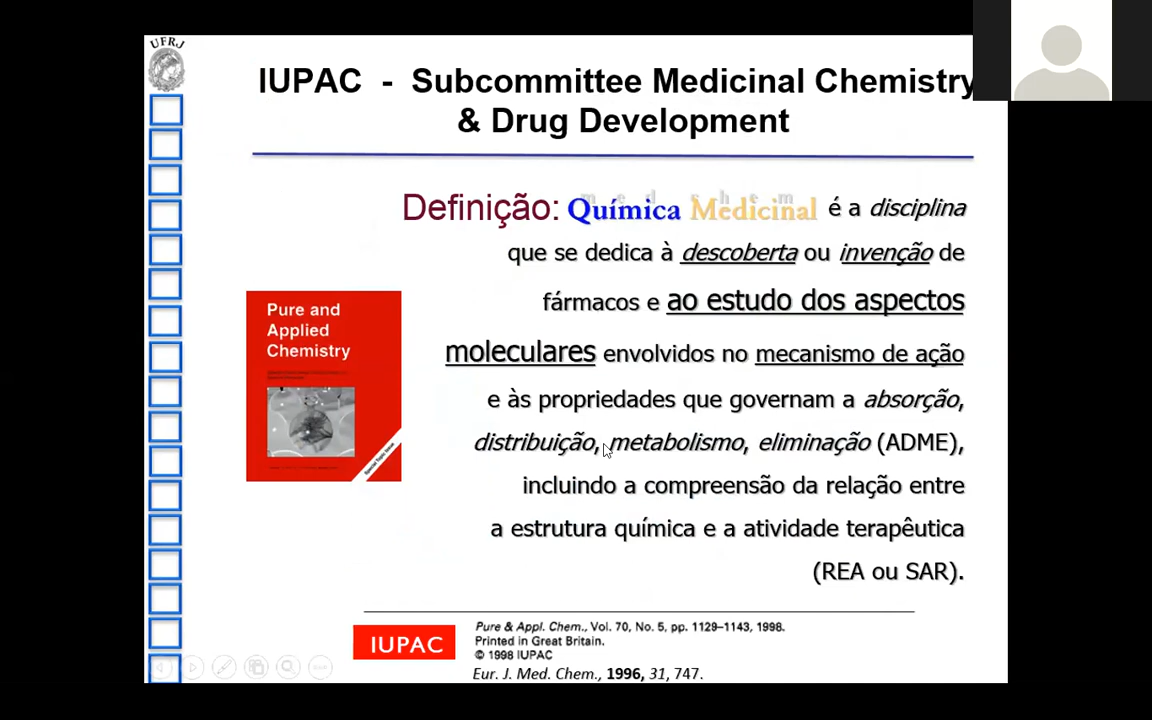 UFRJ
IUPAC - Subcommittee Medicinal Chemistry
& Drug Development
medchem
Definição: Química Medicinal é a disciplina
que se dedica à descoberta ou invenção de
fármacos e ao estudo dos aspectos
moleculares envolvidos no mecanismo de ação
e às propriedades que governam a absorção,
distribuição, metabolismo, eliminação (ADME),
incluindo a compreensão da relação entre
a estrutura química e a atividade terapêutica
(REA ou SAR).
Pure and
Applied
Chemistry
Special Topic Issue
IUPAC
Pure & Appl. Chem., Vol. 70, No. 5, pp. 1129–1143, 1998.
Printed in Great Britain.
© 1998 IUPAC
Eur. J. Med. Chem., 1996, 31, 747.